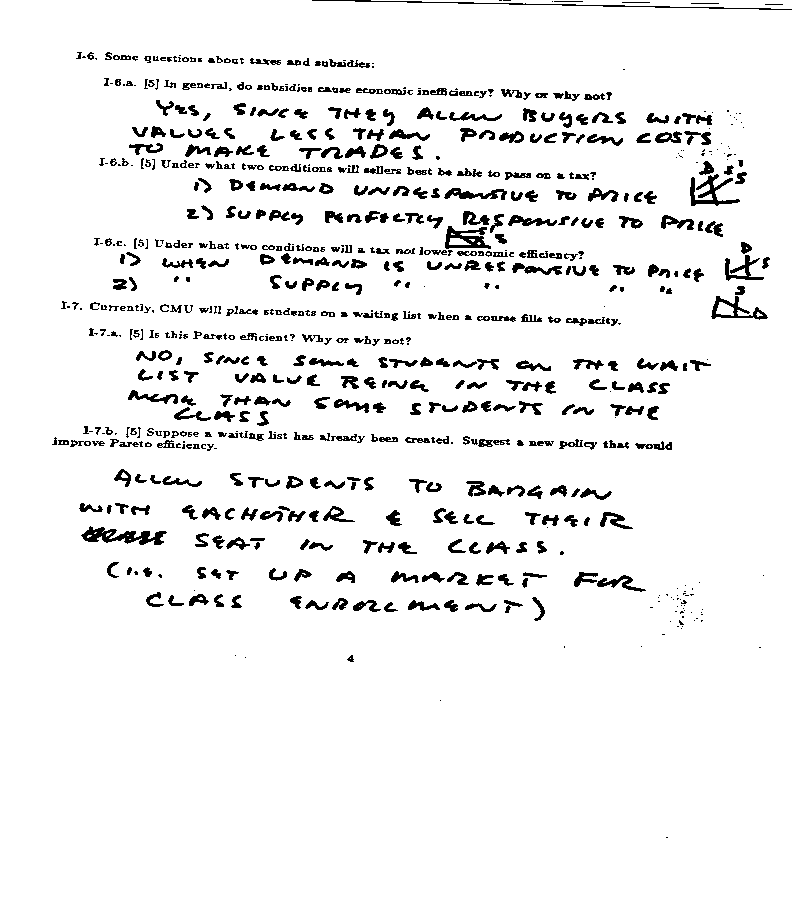 I-6. Some questions about taxes and subsidies:
I-6.a. [5] In general, do subsidies cause economic inefficiency? Why or why not?
YES, SINCE THEY ALLOW BUYERS WITH
VALUES LESS THAN PRODUCTION COSTS
TO MAKE TRADES.
I-6.b. [5] Under what two conditions will sellers best be able to pass on a tax?
D S'
S
1) DEMAND UNRESPONSIVE TO PRICE
2) SUPPLY PERFECTLY RESPONSIVE TO PRICE
S'
S
I-6.c. [5] Under what two conditions will a tax not lower economic efficiency?
D
S
1) WHEN DEMAND IS UNRESPONSIVE TO PRICE
2) " SUPPLY " " " "
S
D
I-7. Currently, CMU will place students on a waiting list when a course fills to capacity.
I-7.a. [5] Is this Pareto efficient? Why or why not?
NO, SINCE SOME STUDENTS ON THE WAIT
LIST VALUE BEING IN THE CLASS
MORE THAN SOME STUDENTS IN THE
CLASS
I-7.b. [5] Suppose a waiting list has already been created. Suggest a new policy that would
improve Pareto efficiency.
ALLOW STUDENTS TO BARGAIN
WITH EACHOTHER & SELL THEIR
SEAT IN THE CLASS.
(I.E. SET UP A MARKET FOR
CLASS ENROLLMENT)
4